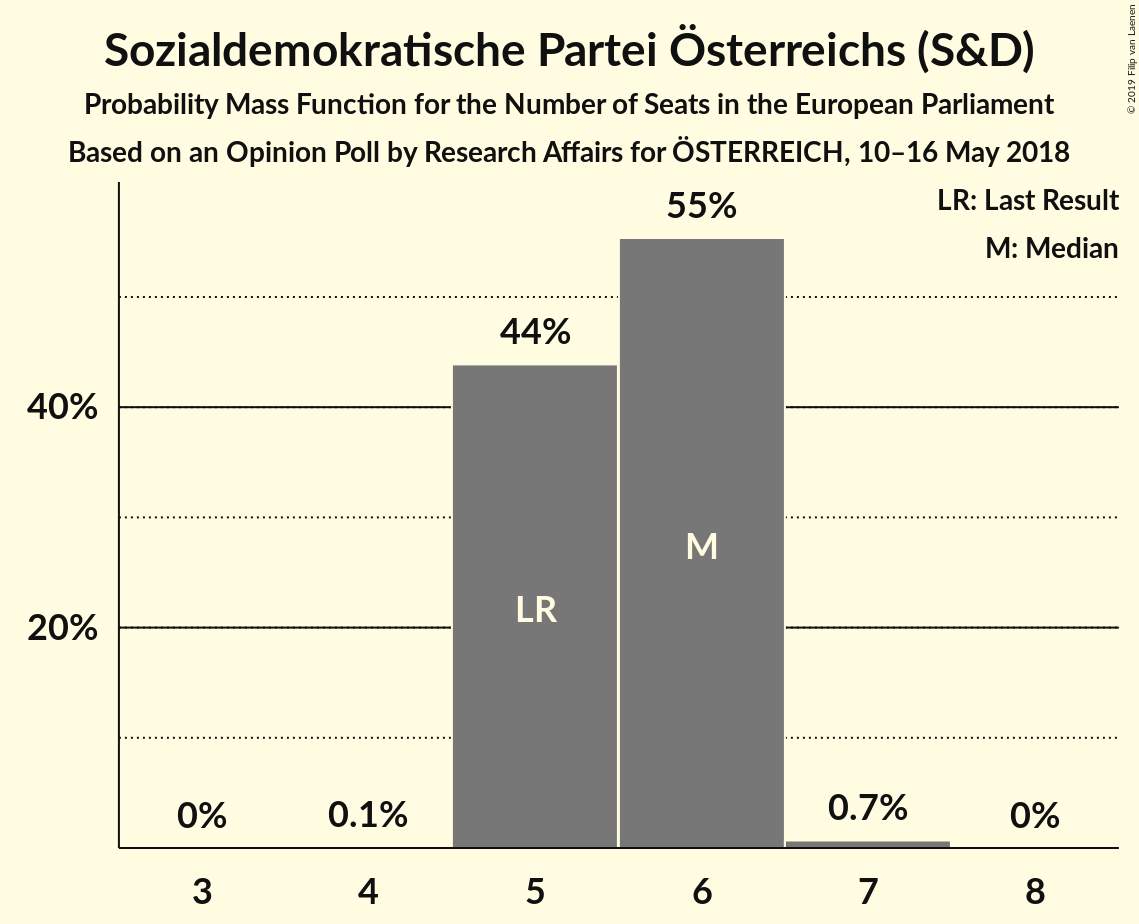 Sozialdemokratische Partei Österreichs (S&D)
Probability Mass Function for the Number of Seats in the European Parliament
Based on an Opinion Poll by Research Affairs for ÖSTERREICH, 10–16 May 2018
© 2019 Filip van Laenen
LR: Last Result
M: Median
55%
44%
40%
M
LR
20%
0%
0.1%
0.7%
0%
3 4 5 6 7 8